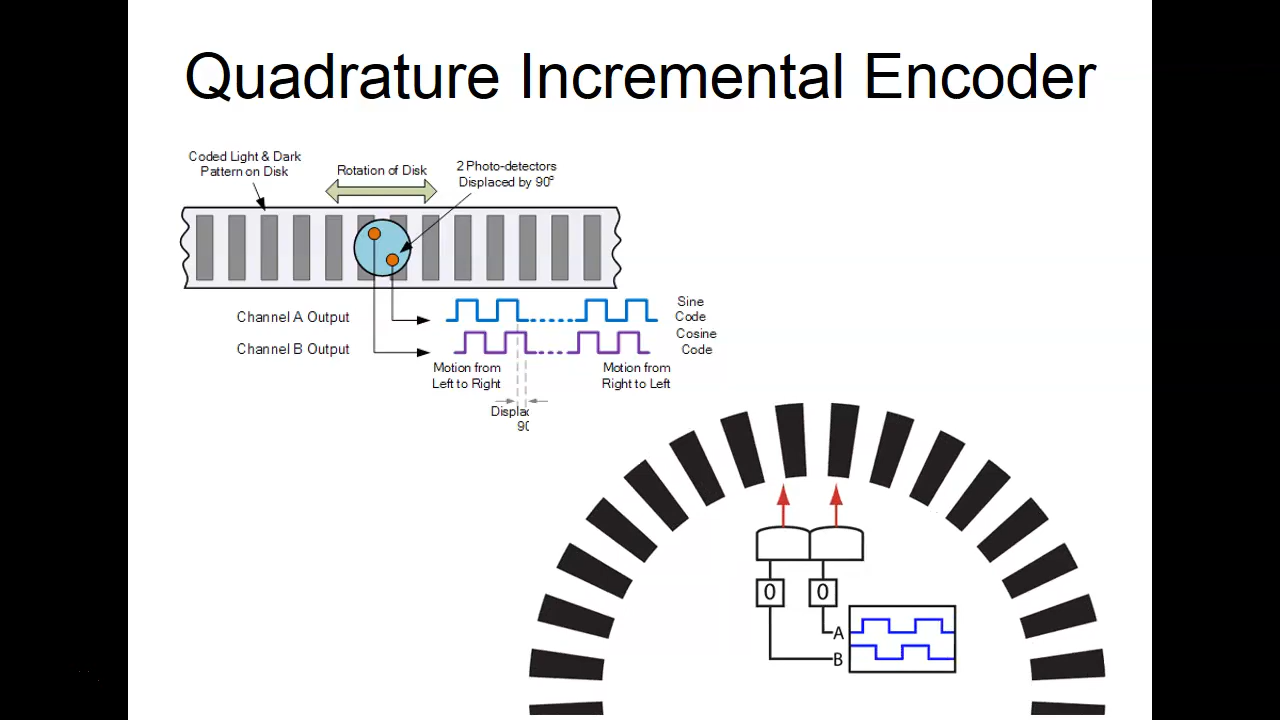 Quadrature Incremental Encoder
Coded Light & Dark
Pattern on Disk
Rotation of Disk
2 Photo-detectors
Displaced by 90°
Channel A Output
Sine
Code
Channel B Output
Cosine
Code
Motion from
Left to Right
Motion from
Right to Left
Displac
90
0
0
A
B